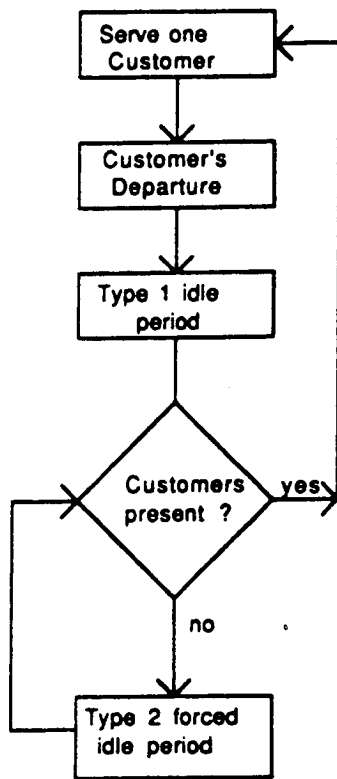 Serve one
Customer
Customer's
Departure
Type 1 idle
period
Customers
present ?
yes
no
Type 2 forced
idle period